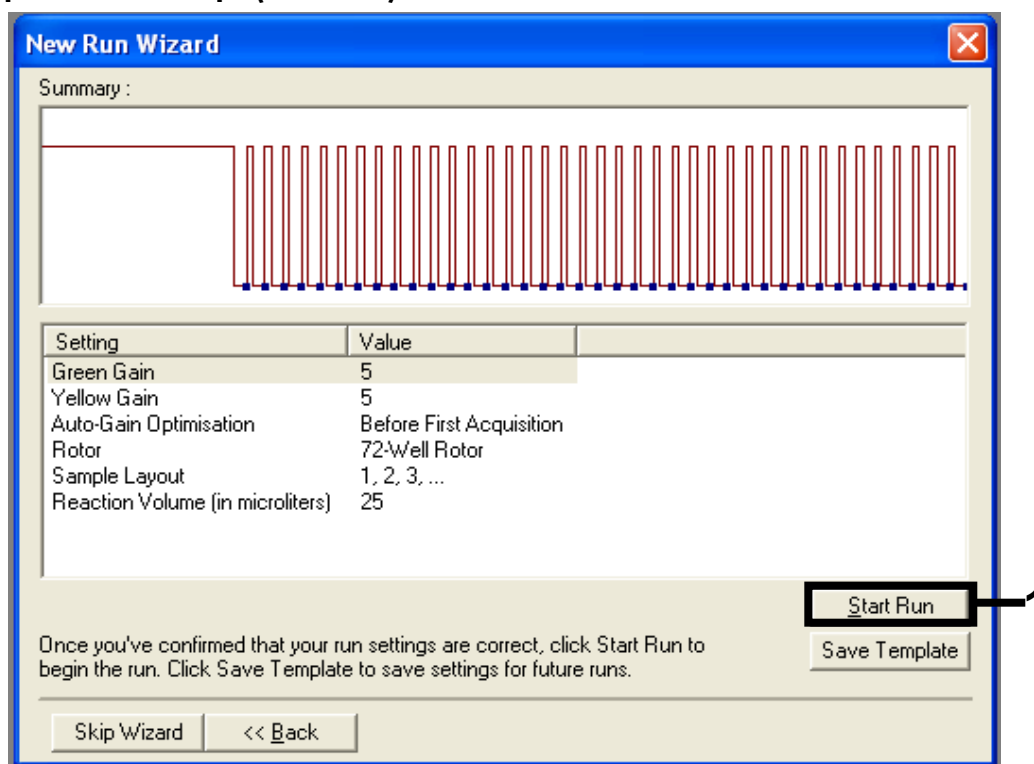 New Run Wizard
Summary :
Setting Value
Green Gain 5
Yellow Gain 5
Auto-Gain Optimisation Before First Acquisition
Rotor 72-Well Rotor
Sample Layout 1, 2, 3, ...
Reaction Volume (in microliters) 25
Start Run 1
Once you've confirmed that your run settings are correct, click Start Run to
begin the run. Click Save Template to save settings for future runs.
Save Template
Skip Wizard << Back